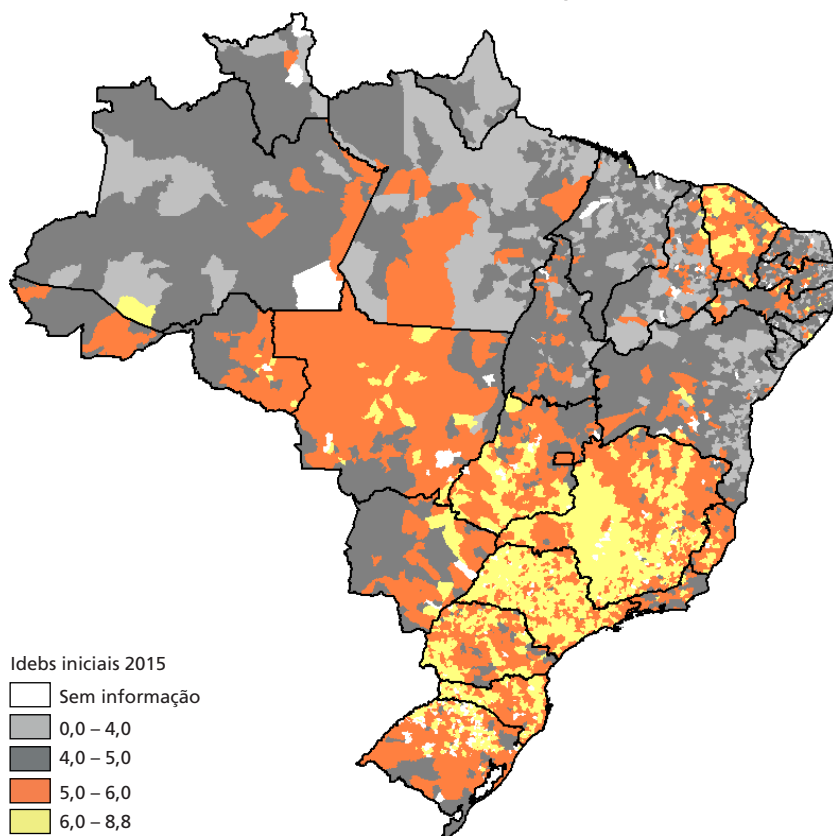 Idebs iniciais 2015
Sem informação
0,0 – 4,0
4,0 – 5,0
5,0 – 6,0
6,0 – 8,8